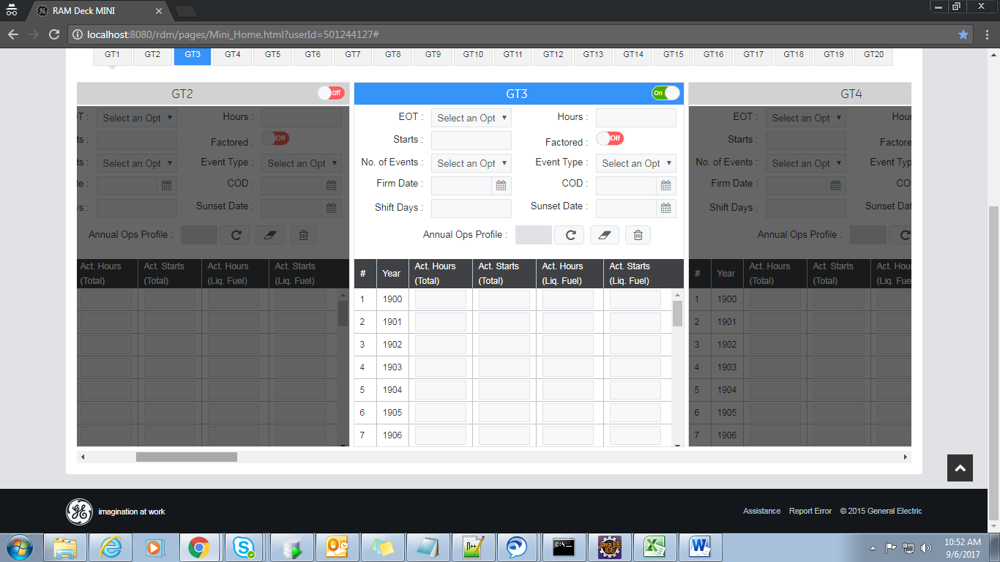 RAM Deck MINI
localhost:8080/rdm/pages/Mini_Home.html?userId=501244127#
GT1 GT2 GT3 GT4 GT5 GT6 GT7 GT8 GT9 GT10 GT11 GT12 GT13 GT14 GT15 GT16 GT17 GT18 GT19 GT20
GT2 Off
OT : Select an Opt Hours :
ts : Factored : Off
ts : Select an Opt Event Type : Select an Opt
te : COD :
ys : Sunset Date :
Annual Ops Profile :
Act. Hours (Total) Act. Starts (Total) Act. Hours (Liq. Fuel) Act. Starts (Liq. Fuel)
GT3 On
EOT : Select an Opt Hours :
Starts : Factored : Off
No. of Events : Select an Opt Event Type : Select an Opt
Firm Date : COD :
Shift Days : Sunset Date :
Annual Ops Profile :
# Year Act. Hours (Total) Act. Starts (Total) Act. Hours (Liq. Fuel) Act. Starts (Liq. Fuel)
1 1900
2 1901
3 1902
4 1903
5 1904
6 1905
7 1906
GT4
EOT : Select an Opt Hour
Starts : Factored
No. of Events : Select an Opt Event Typ
Firm Date : CO
Shift Days : Sunset Dat
Annual Ops Profile :
# Year Act. Hours (Total) Act. Starts (Total) Act. Hou (Liq. Fue
1 1900
2 1901
3 1902
4 1903
5 1904
6 1905
7 1906
GE imagination at work
Assistance Report Error © 2015 General Electric
N++
C:\_
Java EE
IDE
10:52 AM
9/6/2017